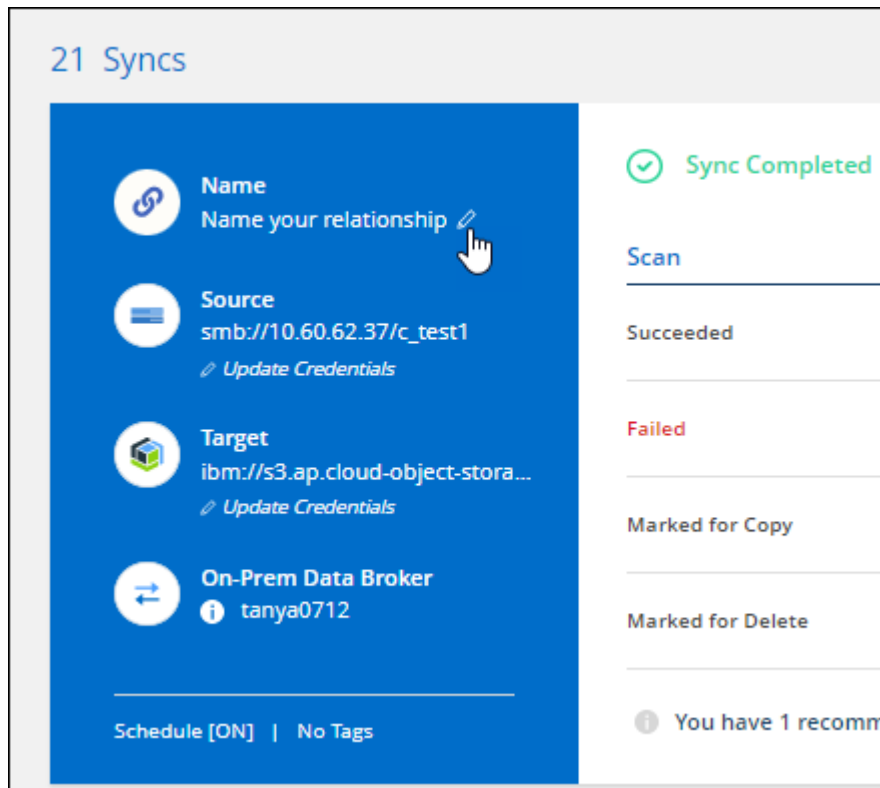 21 Syncs
Name
Name your relationship
Source
smb://10.60.62.37/c_test1
Update Credentials
Target
ibm://s3.ap.cloud-object-stora...
Update Credentials
On-Prem Data Broker
tanya0712
Schedule [ON] | No Tags
Sync Completed
Scan
Succeeded
Failed
Marked for Copy
Marked for Delete
You have 1 recomm